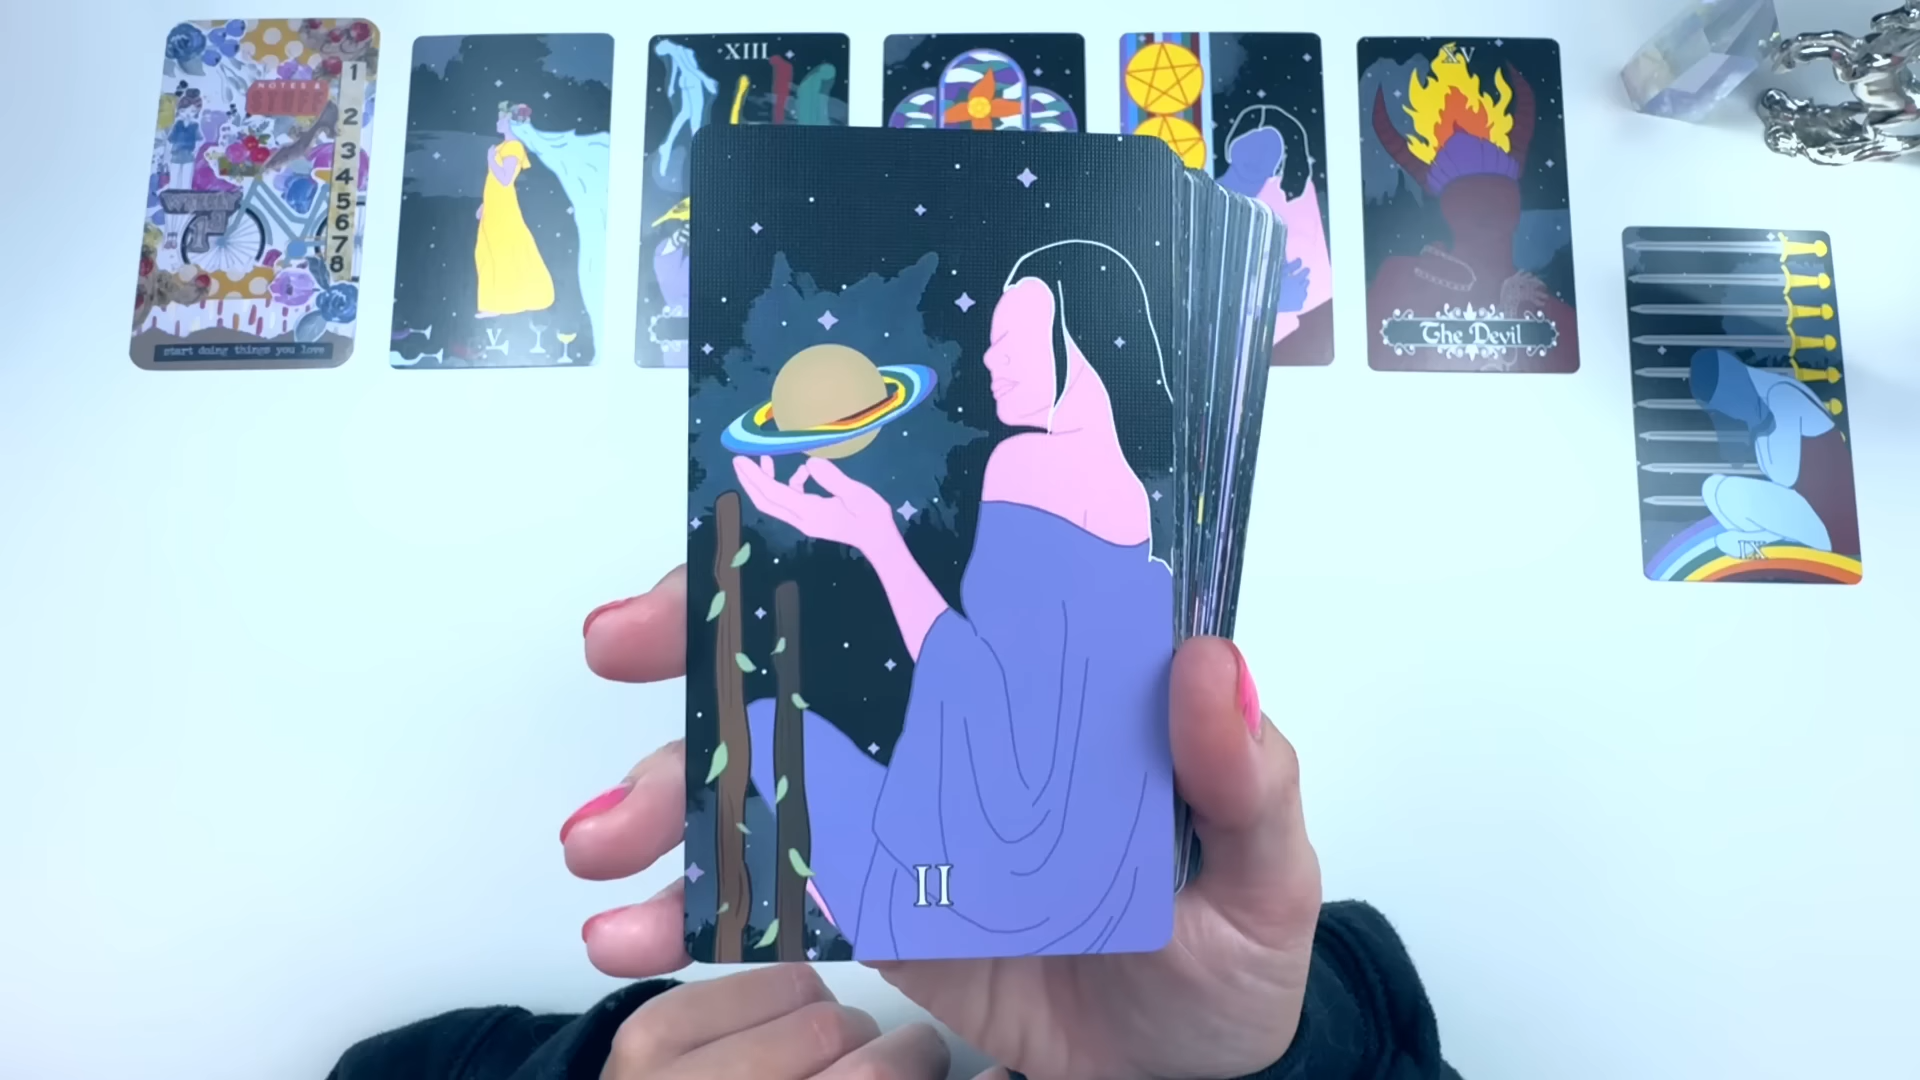 NOTES &
1
2
3
4
5
6
7
8
start doing things you love
V
XIII
XV
The Devil
IX
II